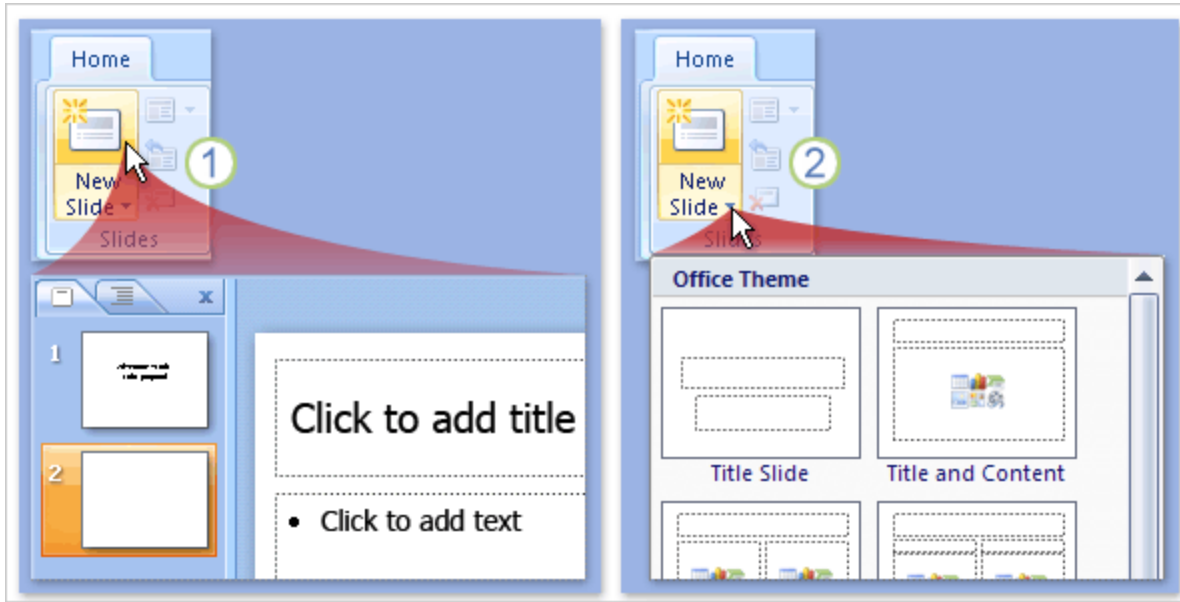 Home
1
New
Slide
Slides
1
2
Click to add title
• Click to add text
Home
2
New
Slide
Slides
Office Theme
Title Slide
Title and Content